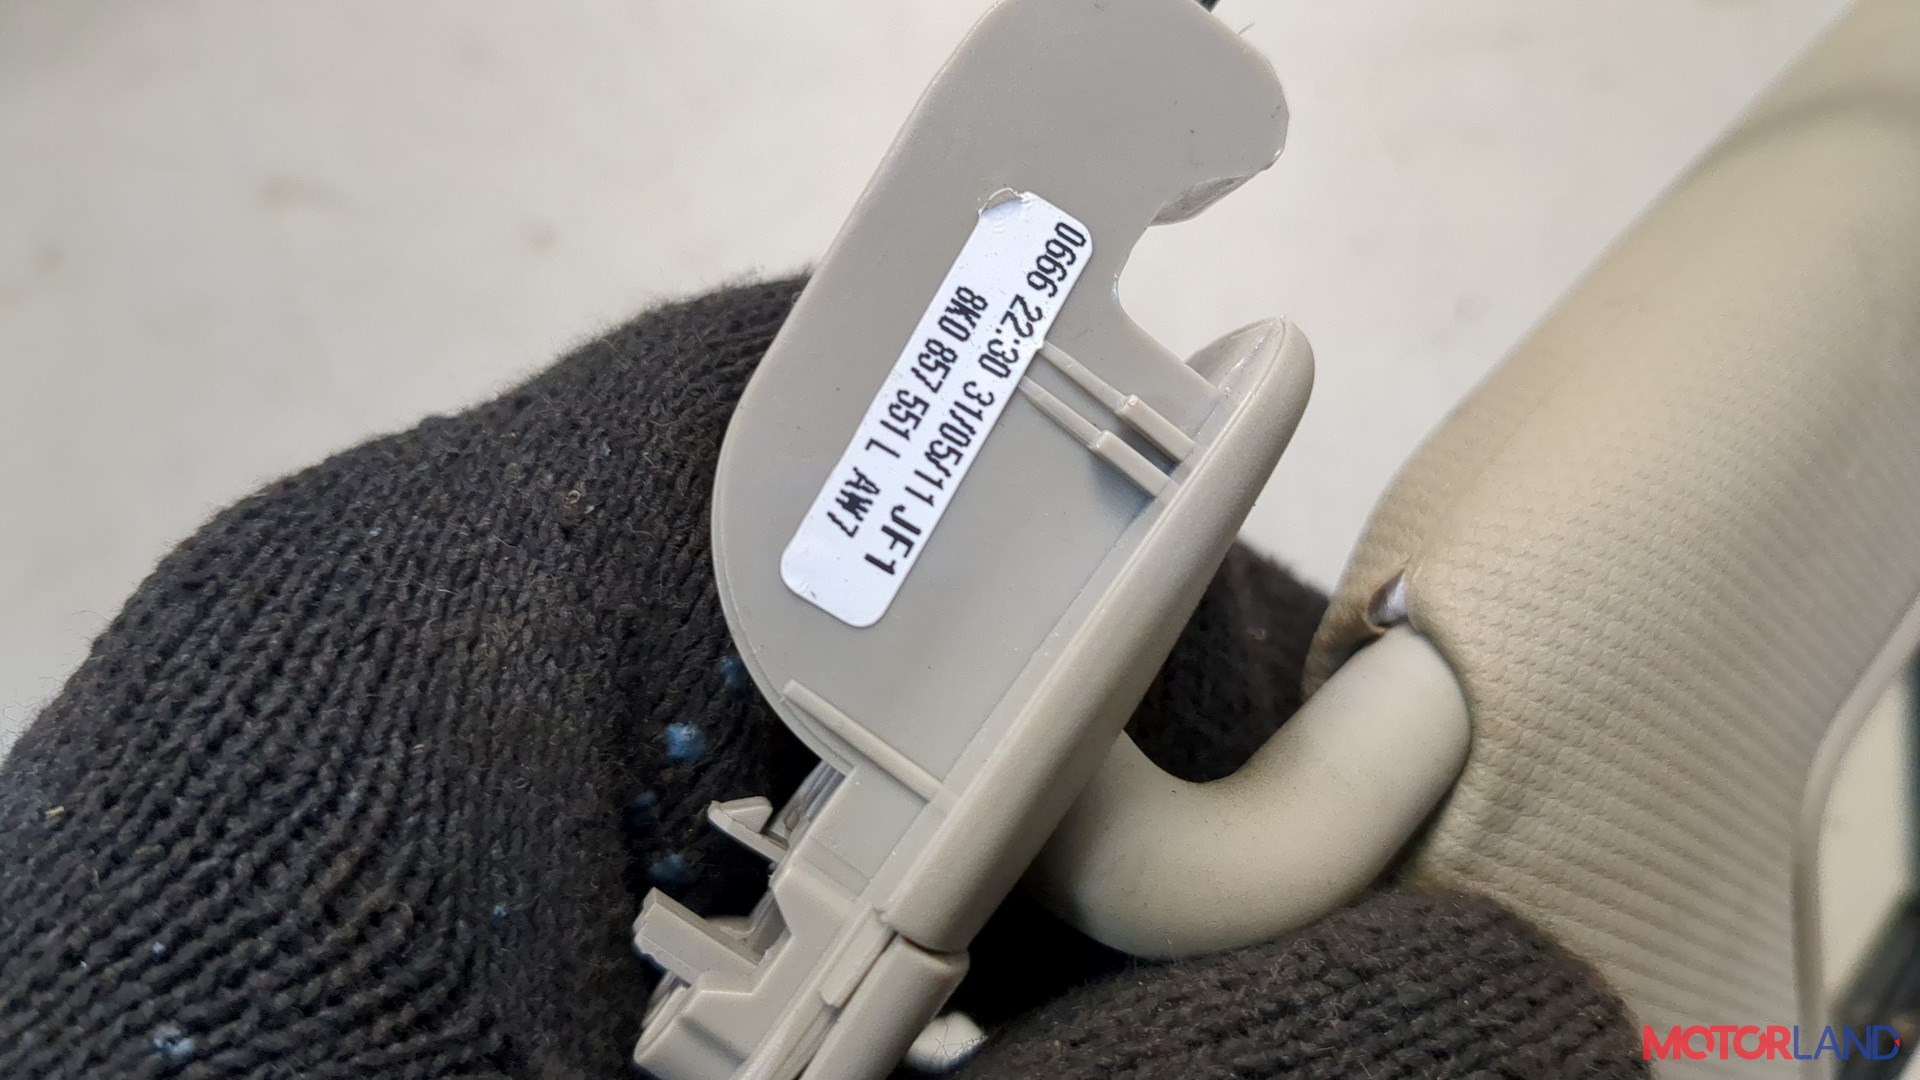 0666 22:30 31/05/11 JF1
8K0 857 551 L AW7
MOTORLAND